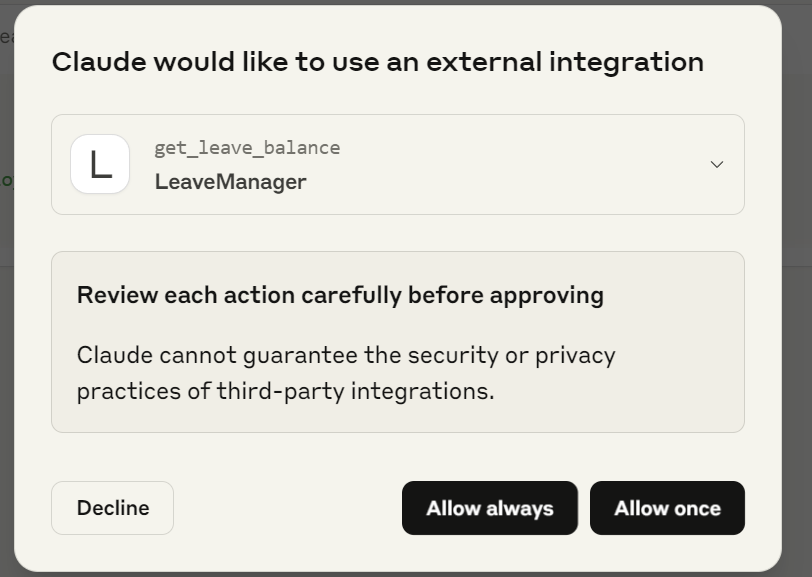 Claude would like to use an external integration
L
get_leave_balance
LeaveManager
Review each action carefully before approving
Claude cannot guarantee the security or privacy
practices of third-party integrations.
Decline
Allow always
Allow once